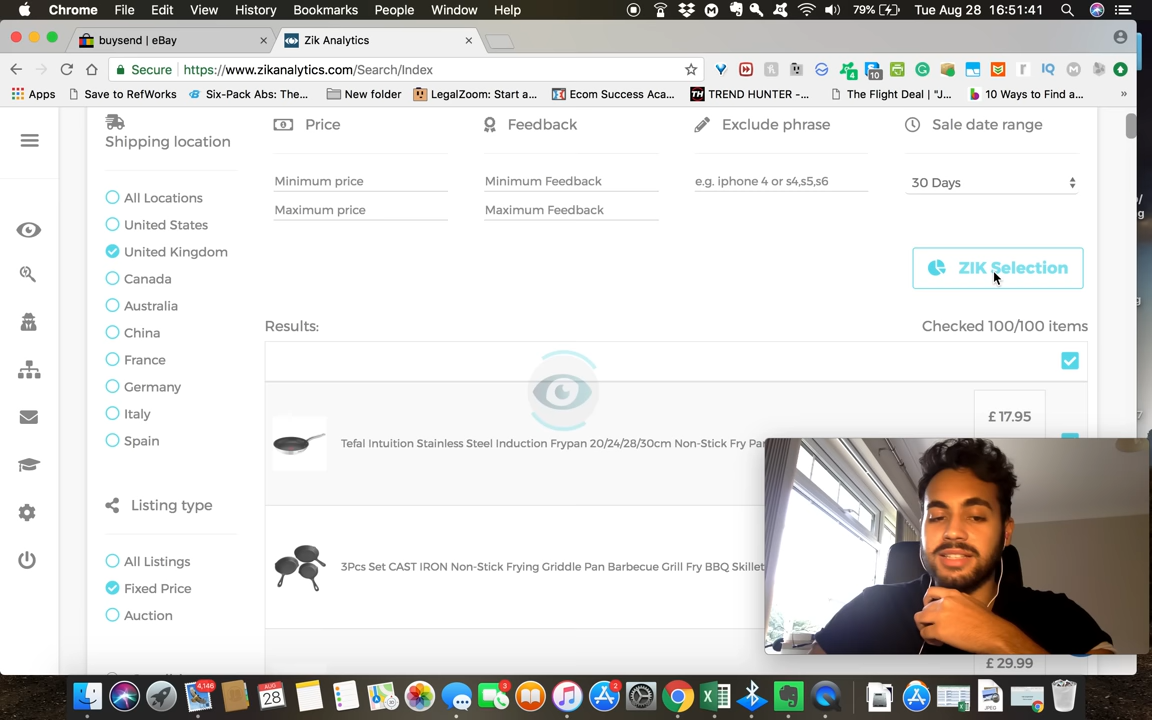 Chrome File Edit View History Bookmarks People Window Help 79% Tue Aug 28 16:51:41
buysend | eBay × Zik Analytics ×
Secure https://www.zikanalytics.com/Search/Index
Apps Save to RefWorks Six-Pack Abs: The... New folder LegalZoom: Start a... Ecom Success Aca... TREND HUNTER -... The Flight Deal | "J... 10 Ways to Find a... »
Shipping location Price Feedback Exclude phrase Sale date range
Minimum price Minimum Feedback e.g. iphone 4 or s4,s5,s6 30 Days
Maximum price Maximum Feedback
All Locations
United States
United Kingdom
Canada
Australia
China
France
Germany
Italy
Spain
ZIK Selection
Results: Checked 100/100 items
£ 17.95
Tefal Intuition Stainless Steel Induction Frypan 20/24/28/30cm Non-Stick Fry Pan
Listing type
All Listings
Fixed Price
Auction
3Pcs Set CAST IRON Non-Stick Frying Griddle Pan Barbecue Grill Fry BBQ Skillet
£ 29.99
4,146
AUG
28
3
2
JPEG